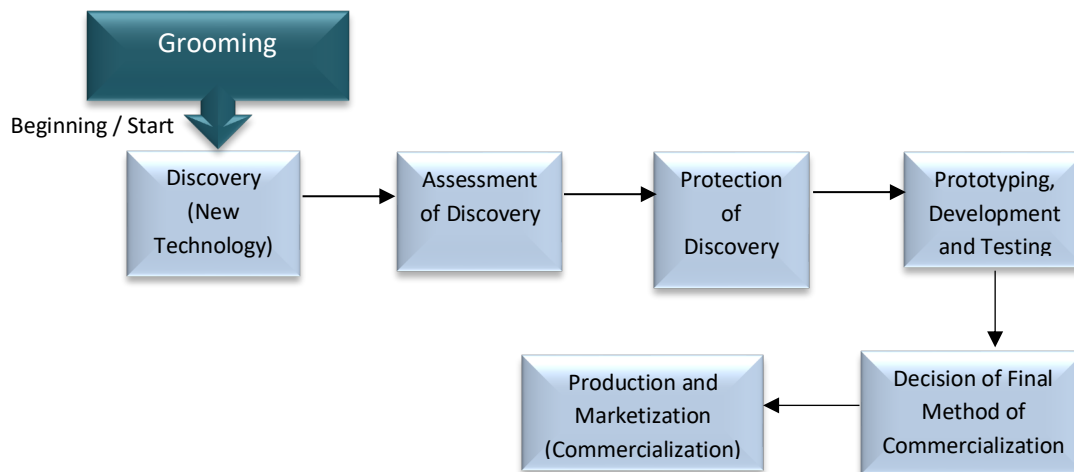 Grooming
Beginning / Start
Discovery
(New
Technology)
Assessment
of Discovery
Protection
of
Discovery
Prototyping,
Development
and Testing
Decision of Final
Method of
Commercialization
Production and
Marketization
(Commercialization)